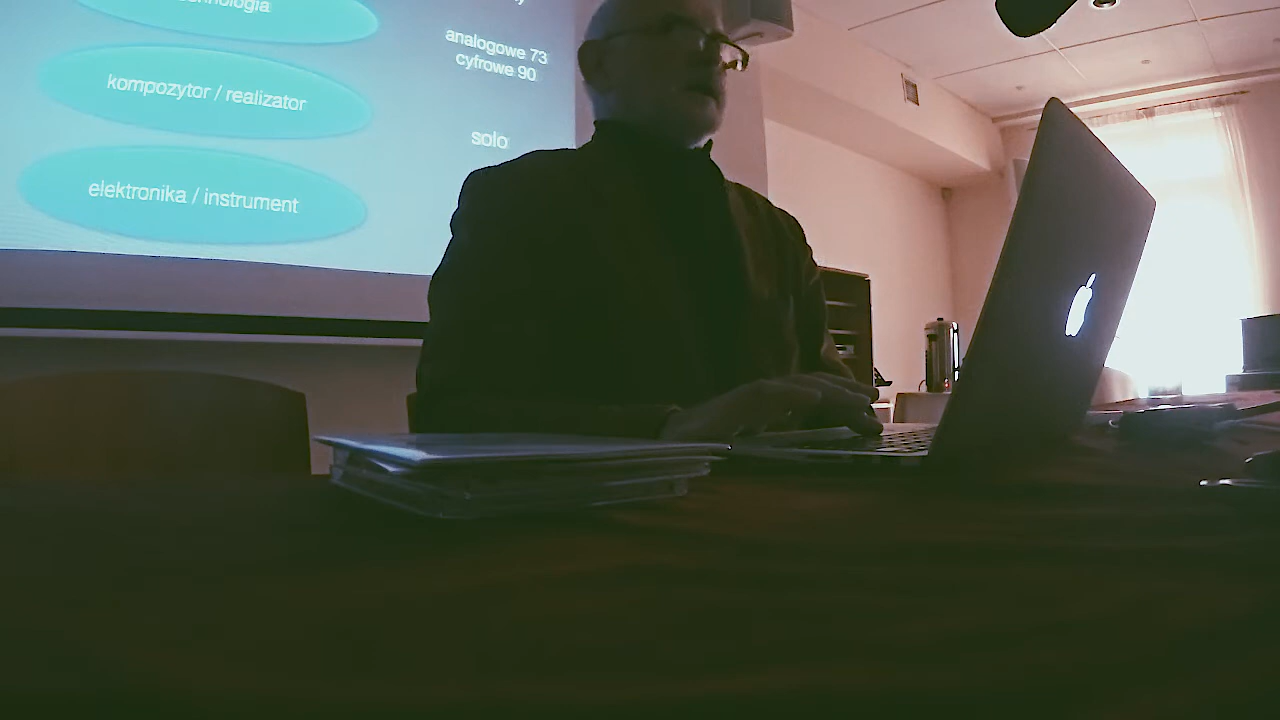 analogowe 73
cyfrowe 90
kompozytor / realizator
solo
elektronika / instrument